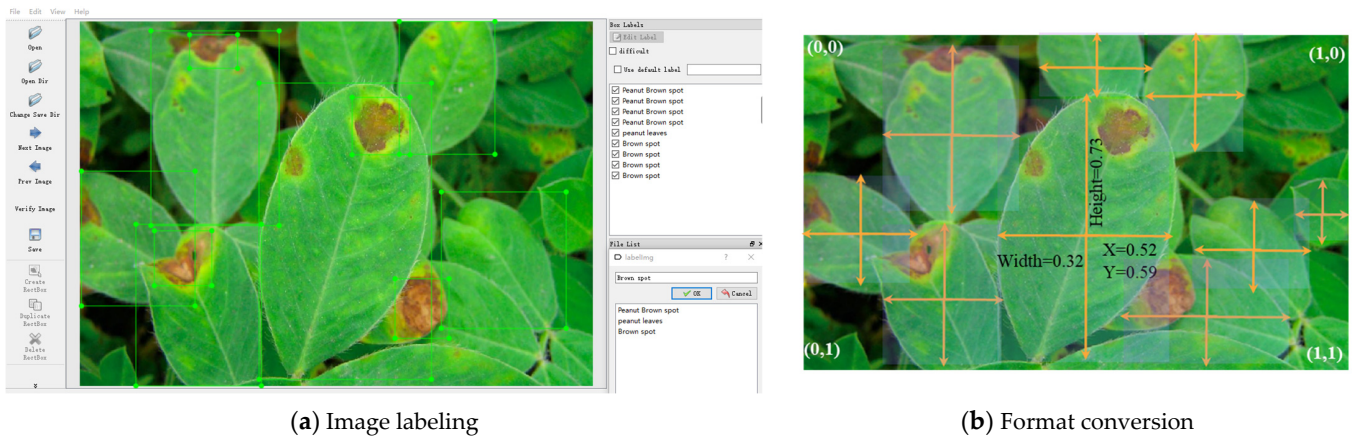 File Edit View Help
Open
Open Dir
Change Save Dir
Next Image
Prev Image
Verify Image
Save
Create
RectBox
Duplicate
RectBox
Delete
RectBox
Box Labels
Edit Label
difficult
Use default label
Peanut Brown spot
Peanut Brown spot
Peanut Brown spot
Peanut Brown spot
peanut leaves
Brown spot
Brown spot
Brown spot
Brown spot
File List
labelImg ? ×
Brown spot
OK Cancel
Peanut Brown spot
peanut leaves
Brown spot
(0,0)
(1,0)
Height=0.73
Width=0.32
X=0.52
Y=0.59
(0,1)
(1,1)
(a) Image labeling
(b) Format conversion